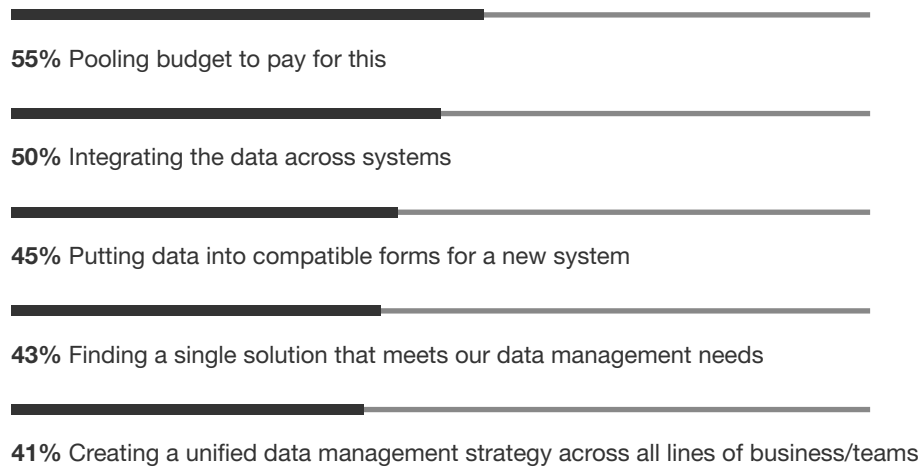 55% Pooling budget to pay for this
50% Integrating the data across systems
45% Putting data into compatible forms for a new system
43% Finding a single solution that meets our data management needs
41% Creating a unified data management strategy across all lines of business/teams